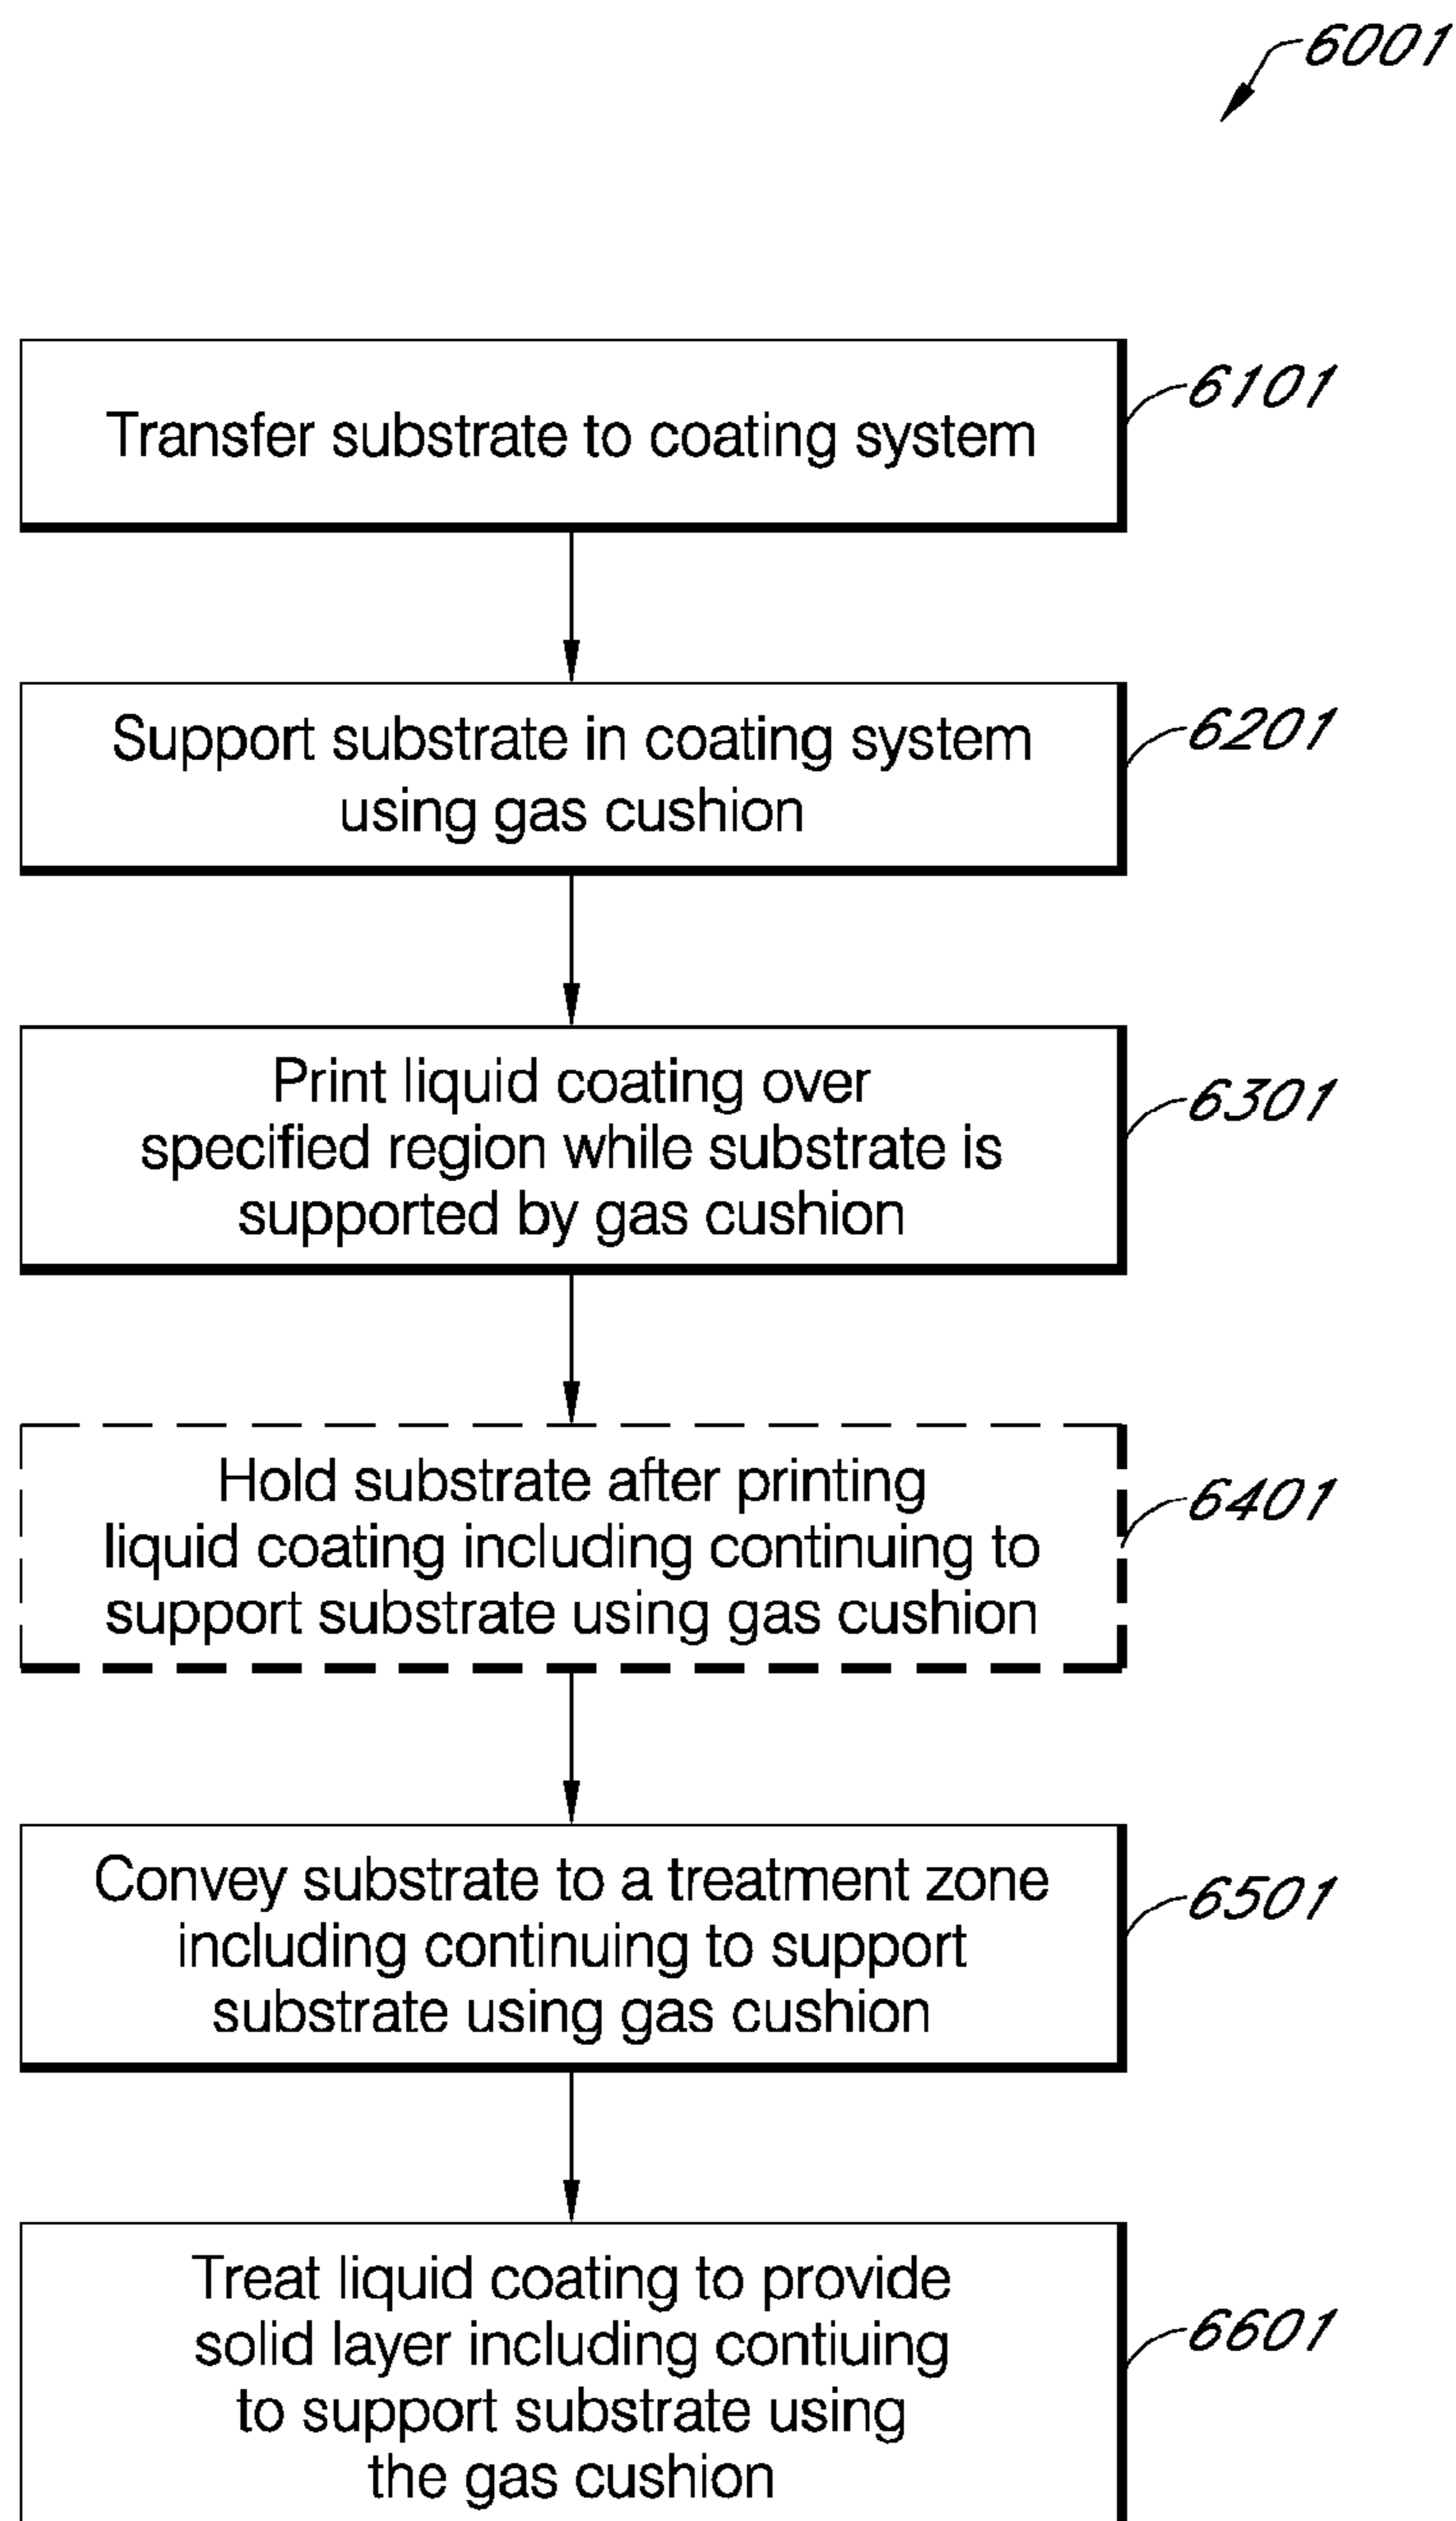 6001
Transfer substrate to coating system
6101
Support substrate in coating system
using gas cushion
6201
Print liquid coating over
specified region while substrate is
supported by gas cushion
6301
Hold substrate after printing
liquid coating including continuing to
support substrate using gas cushion
6401
Convey substrate to a treatment zone
including continuing to support
substrate using gas cushion
6501
Treat liquid coating to provide
solid layer including contiuing
to support substrate using
the gas cushion
6601